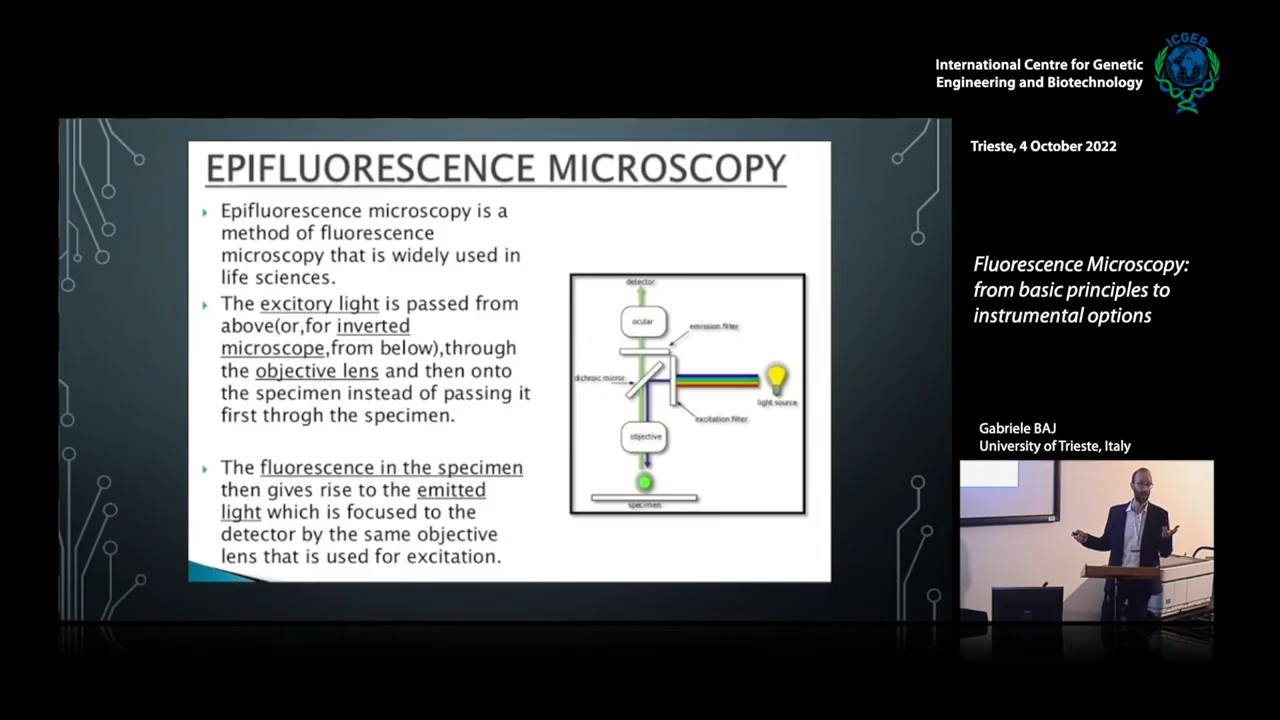 International Centre for Genetic
Engineering and Biotechnology
ICGEB
Trieste, 4 October 2022
Fluorescence Microscopy:
from basic principles to
instrumental options
Gabriele BAJ
University of Trieste, Italy
EPIFLUORESCENCE MICROSCOPY
Epifluorescence microscopy is a
method of fluorescence
microscopy that is widely used in
life sciences.
The excitory light is passed from
above(or,for inverted
microscope,from below),through
the objective lens and then onto
the specimen instead of passing it
first throgh the specimen.
The fluorescence in the specimen
then gives rise to the emitted
light which is focused to the
detector by the same objective
lens that is used for excitation.
detector
ocular
emission filter
dichroic mirror
light source
excitation filter
objective
specimen